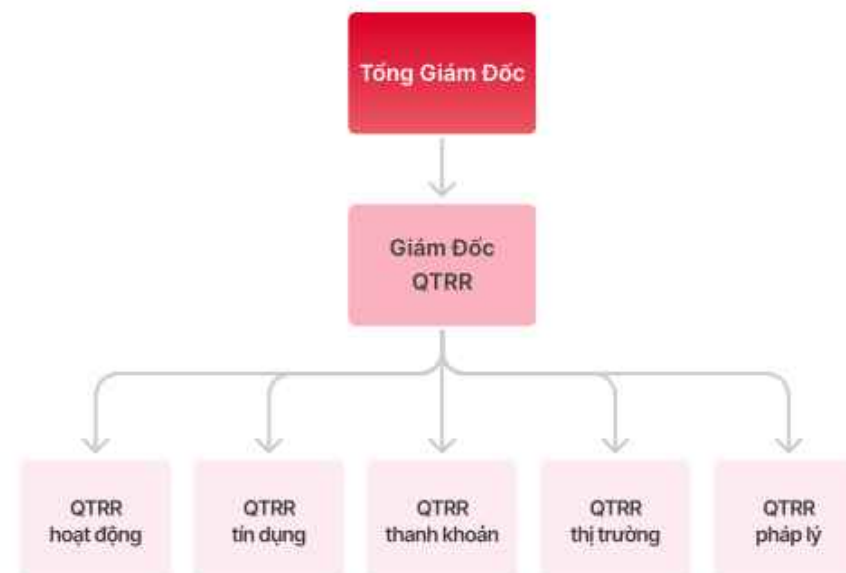 Tổng Giám Đốc
Giám Đốc
QTRR
QTRR
hoạt động
QTRR
tín dụng
QTRR
thanh khoản
QTRR
thị trường
QTRR
pháp lý